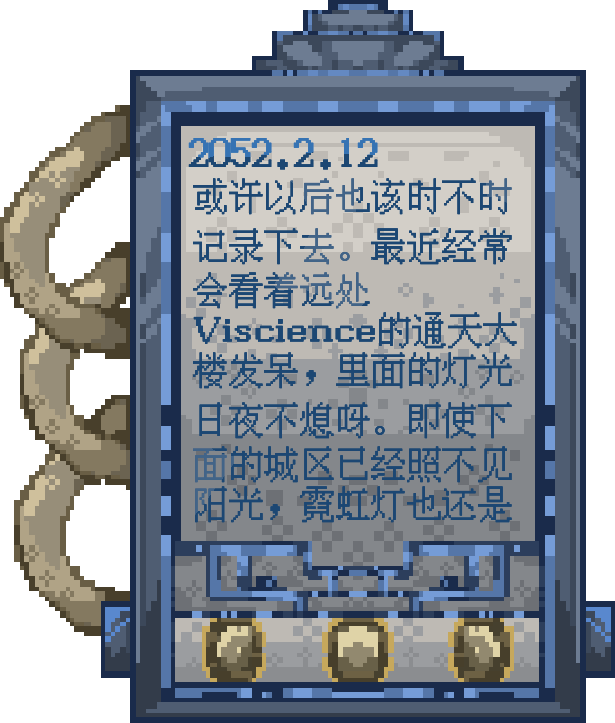 2052.2.12
或许以后也该时不时
记录下去。最近经常
会看着远处
Viscience的通天大
楼发呆，里面的灯光
日夜不熄呀。即使下
面的城区已经照不见
阳光，霓虹灯也还是